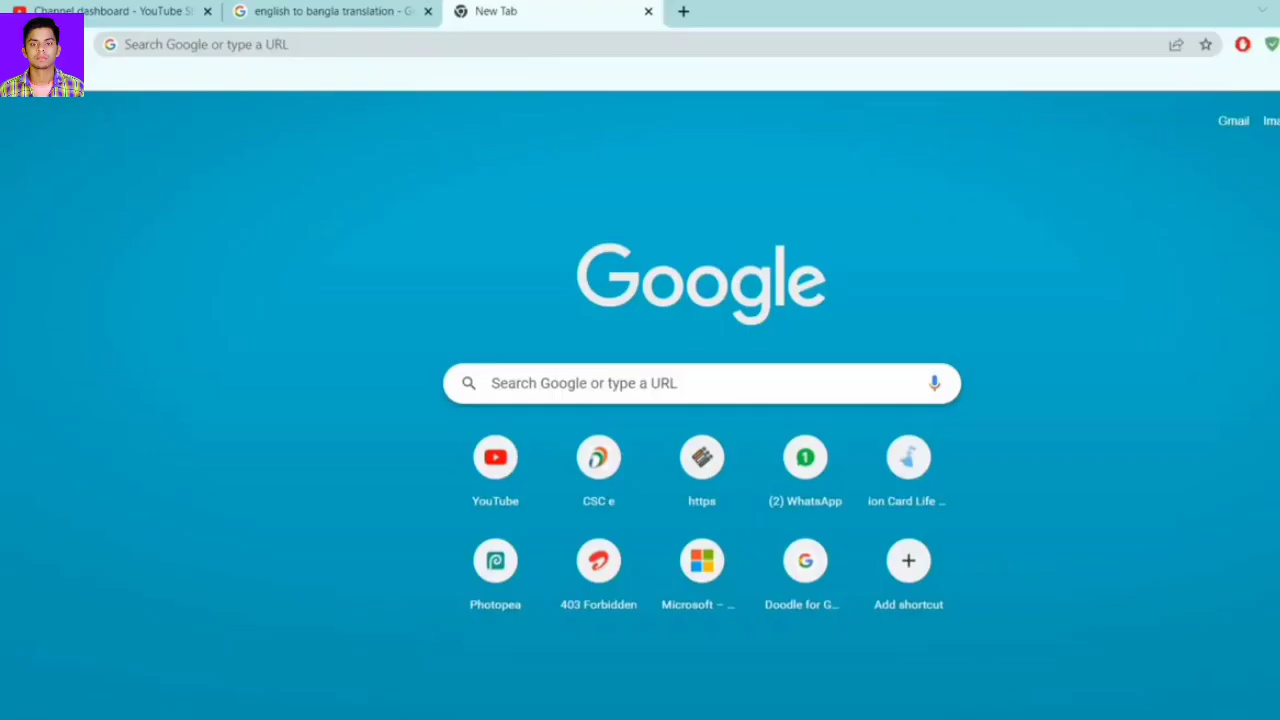 Channel dashboard - YouTube St
english to bangla translation - G
New Tab
Search Google or type a URL
Gmail
Google
Search Google or type a URL
YouTube
CSC e
https
1
(2) WhatsApp
ion Card Life ...
Photopea
403 Forbidden
Microsoft – ...
Doodle for G...
Add shortcut